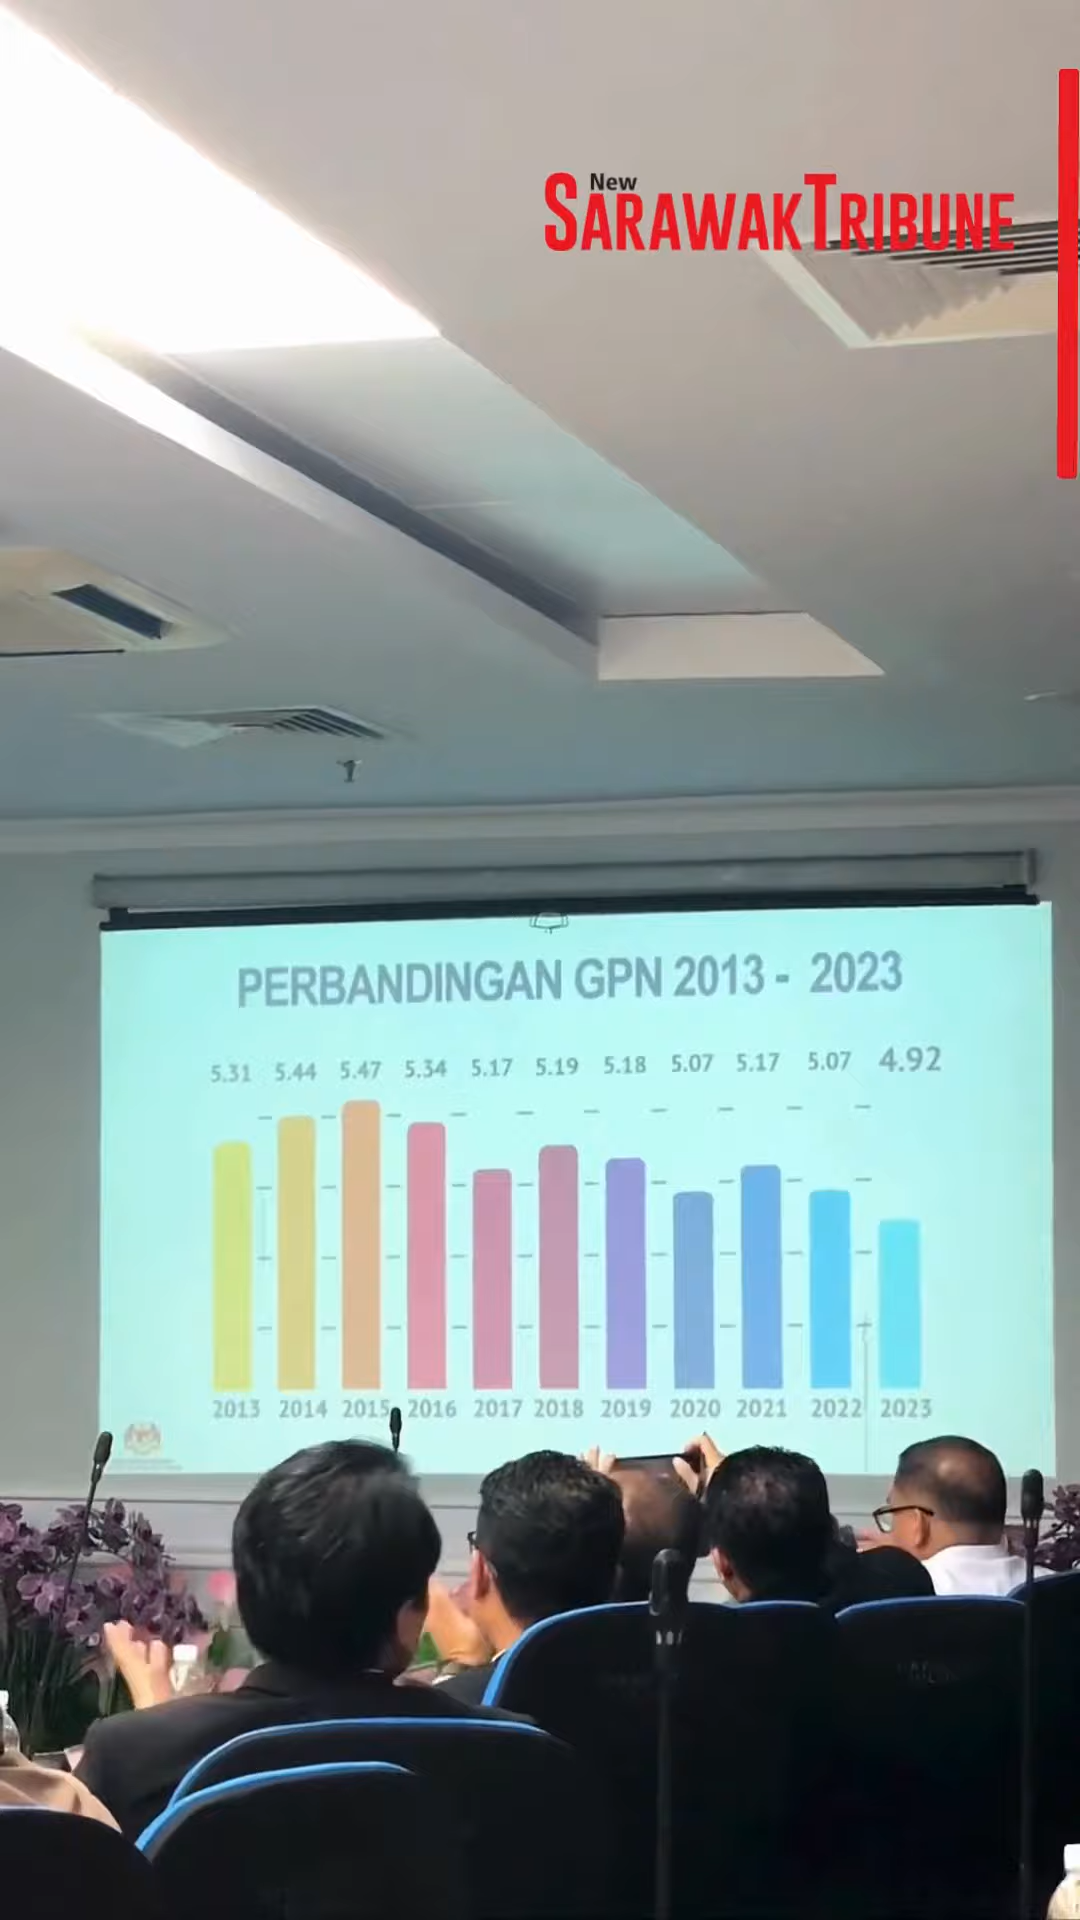 New
SARAWAKTRIBUNE
PERBANDINGAN GPN 2013 - 2023
5.31 5.44 5.47 5.34 5.17 5.19 5.18 5.07 5.17 5.07 4.92
2013 2014 2015 2016 2017 2018 2019 2020 2021 2022 2023